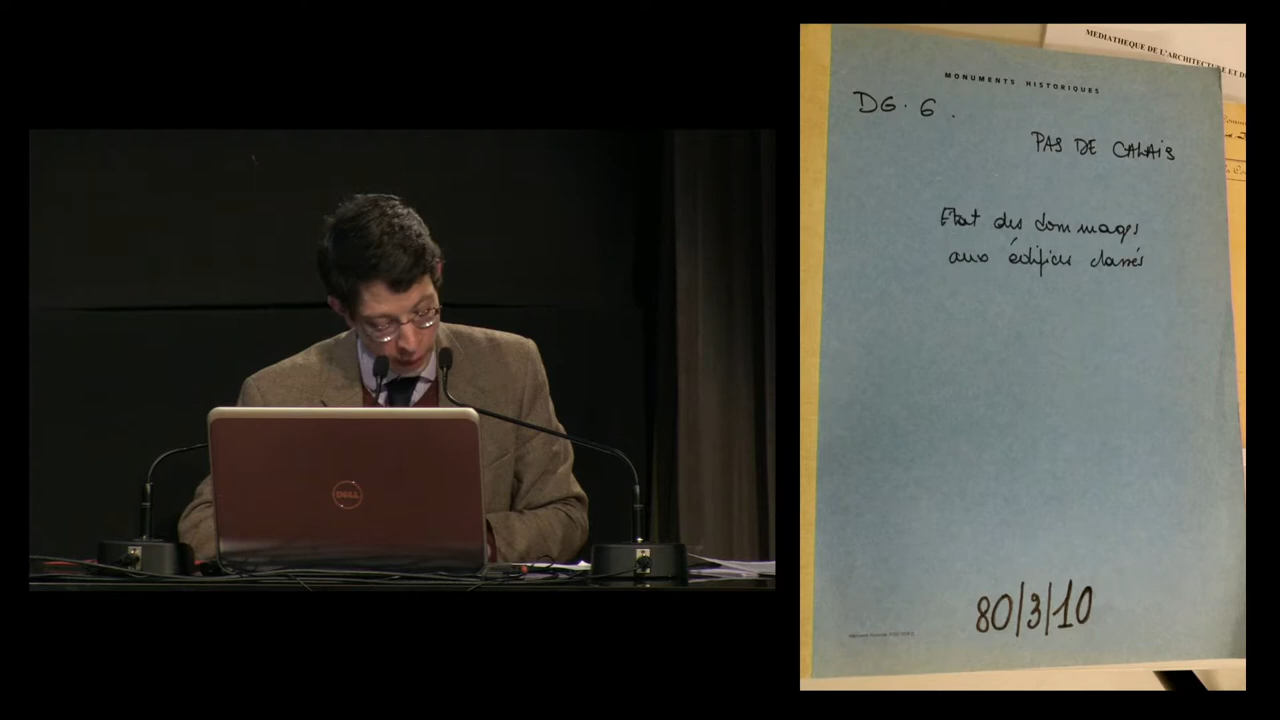 MEDIATHEQUE DE L'ARCHITECTURE ET D
MONUMENTS HISTORIQUES
DG. 6.
PAS DE CALAIS
Etat des dommages
aux édifices classés
80/3/10
DELL